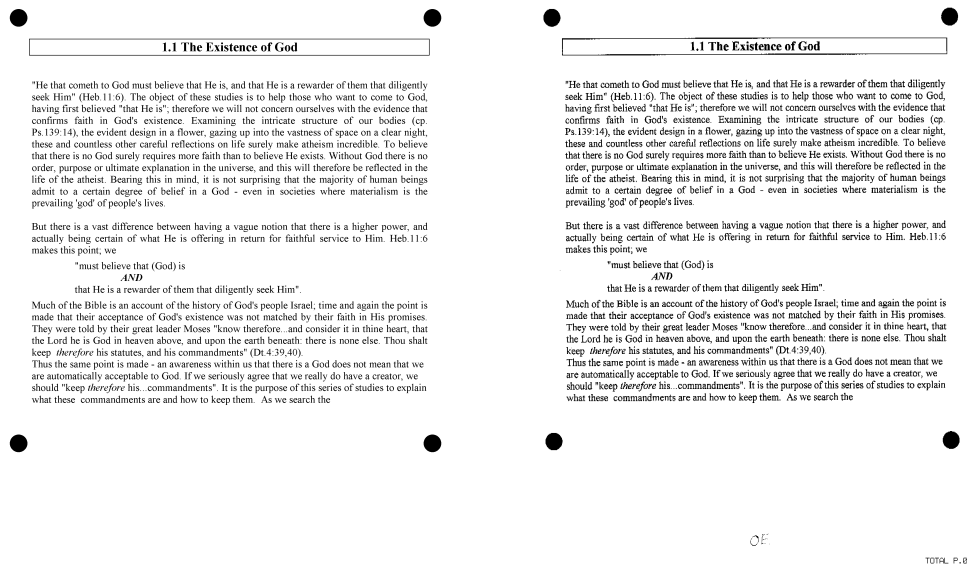 1.1 The Existence of God
"He that cometh to God must believe that He is, and that He is a rewarder of them that diligently
seek Him" (Heb.11:6). The object of these studies is to help those who want to come to God,
having first believed "that He is"; therefore we will not concern ourselves with the evidence that
confirms faith in God's existence. Examining the intricate structure of our bodies (cp.
Ps.139:14), the evident design in a flower, gazing up into the vastness of space on a clear night,
these and countless other careful reflections on life surely make atheism incredible. To believe
that there is no God surely requires more faith than to believe He exists. Without God there is no
order, purpose or ultimate explanation in the universe, and this will therefore be reflected in the
life of the atheist. Bearing this in mind, it is not surprising that the majority of human beings
admit to a certain degree of belief in a God - even in societies where materialism is the
prevailing 'god' of people's lives.
But there is a vast difference between having a vague notion that there is a higher power, and
actually being certain of what He is offering in return for faithful service to Him. Heb.11:6
makes this point; we
"must believe that (God) is
AND
that He is a rewarder of them that diligently seek Him".
Much of the Bible is an account of the history of God's people Israel; time and again the point is
made that their acceptance of God's existence was not matched by their faith in His promises.
They were told by their great leader Moses "know therefore...and consider it in thine heart, that
the Lord he is God in heaven above, and upon the earth beneath: there is none else. Thou shalt
keep therefore his statutes, and his commandments" (Dt.4:39,40).
Thus the same point is made - an awareness within us that there is a God does not mean that we
are automatically acceptable to God. If we seriously agree that we really do have a creator, we
should "keep therefore his...commandments". It is the purpose of this series of studies to explain
what these commandments are and how to keep them. As we search the
1.1 The Existence of God
"He that cometh to God must believe that He is, and that He is a rewarder of them that diligently
seek Him" (Heb.11:6). The object of these studies is to help those who want to come to God,
having first believed "that He is"; therefore we will not concern ourselves with the evidence that
confirms faith in God's existence. Examining the intricate structure of our bodies (cp.
Ps.139:14), the evident design in a flower, gazing up into the vastness of space on a clear night,
these and countless other careful reflections on life surely make atheism incredible. To believe
that there is no God surely requires more faith than to believe He exists. Without God there is no
order, purpose or ultimate explanation in the universe, and this will therefore be reflected in the
life of the atheist. Bearing this in mind, it is not surprising that the majority of human beings
admit to a certain degree of belief in a God - even in societies where materialism is the
prevailing 'god' of people's lives.
But there is a vast difference between having a vague notion that there is a higher power, and
actually being certain of what He is offering in return for faithful service to Him. Heb.11:6
makes this point; we
"must believe that (God) is
AND
that He is a rewarder of them that diligently seek Him".
Much of the Bible is an account of the history of God's people Israel; time and again the point is
made that their acceptance of God's existence was not matched by their faith in His promises.
They were told by their great leader Moses "know therefore...and consider it in thine heart, that
the Lord he is God in heaven above, and upon the earth beneath: there is none else. Thou shalt
keep therefore his statutes, and his commandments" (Dt.4:39,40).
Thus the same point is made - an awareness within us that there is a God does not mean that we
are automatically acceptable to God. If we seriously agree that we really do have a creator, we
should "keep therefore his...commandments". It is the purpose of this series of studies to explain
what these commandments are and how to keep them. As we search the
OE
TOTAL P.0